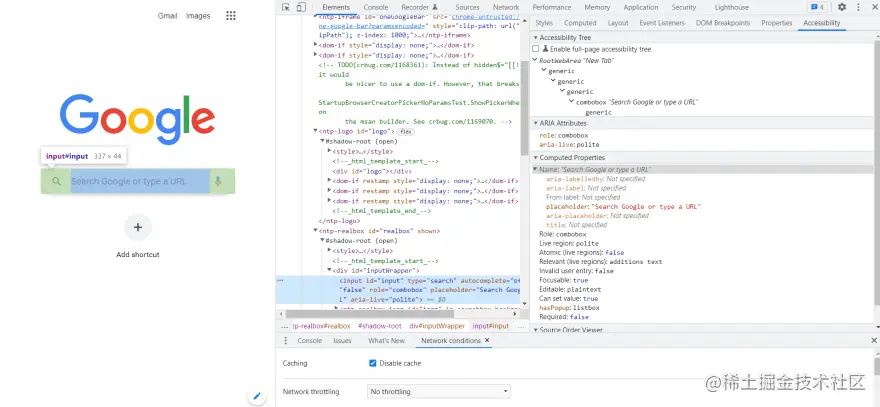 Gmail Images
Google
input#input 337 × 44
Search Google or type a URL
Add shortcut
Elements Console Recorder Sources Network Performance Memory Application Security Lighthouse 4
<ntp-iframe id="oneGoogleBar" src="chrome-untrusted:/
ne-google-bar?paramsencoded=" style="clip-path: url("
ipPath"); z-index: 1000;">…</ntp-iframe>
<dom-if style="display: none;">…</dom-if>
<dom-if style="display: none;">…</dom-if>
<!-- TODO(crbug.com/1168361): Instead of hidden$="[[!
it would
be nicer to use a dom-if. However, that breaks
StartupBrowserCreatorPickerNoParamsTest.ShowPickerWhe
on
the msan builder. See crbug.com/1169070. -->
<ntp-logo id="logo"> flex
#shadow-root (open)
<style>…</style>
<!--_html_template_start_-->
<div id="logo"></div>
<dom-if restamp style="display: none;">…</dom-if>
<dom-if restamp style="display: none;">…</dom-if>
<dom-if restamp style="display: none;">…</dom-if>
<!--_html_template_end_-->
</ntp-logo>
<ntp-realbox id="realbox" shown>
#shadow-root (open)
<style>…</style>
<!--_html_template_start_-->
<div id="inputWrapper">
<input id="input" type="search" autocomplete="of
"false" role="combobox" placeholder="Search Goog
L" aria-live="polite"> == $0
… :p-realbox#realbox #shadow-root div#inputWrapper input#input …
Styles Computed Layout Event Listeners DOM Breakpoints Properties Accessibility
Accessibility Tree
Enable full-page accessibility tree
RootWebArea "New Tab"
generic
generic
generic
combobox "Search Google or type a URL"
generic
ARIA Attributes
role: combobox
aria-live: polite
Computed Properties
Name: "Search Google or type a URL"
aria-labelledby: Not specified
aria-label: Not specified
From label: Not specified
placeholder: "Search Google or type a URL"
aria-placeholder: Not specified
title: Not specified
Role: combobox
Live region: polite
Atomic (live regions): false
Relevant (live regions): additions text
Invalid user entry: false
Focusable: true
Editable: plaintext
Can set value: true
hasPopup: listbox
Required: false
Source Order Viewer
Console Issues What's New Network conditions
Caching Disable cache
Network throttling No throttling
@稀土掘金技术社区